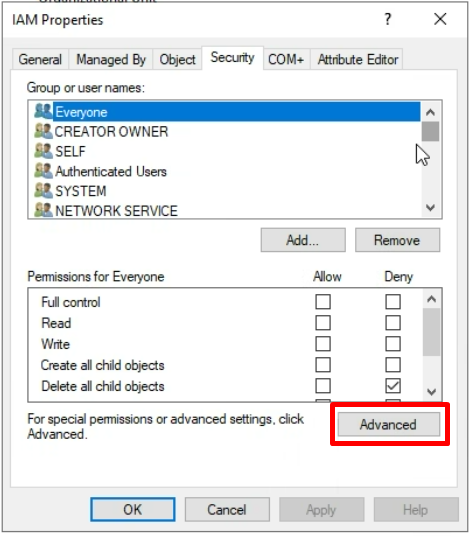 IAM Properties
?
General Managed By Object Security COM+ Attribute Editor
Group or user names:
Everyone
CREATOR OWNER
SELF
Authenticated Users
SYSTEM
NETWORK SERVICE
Add... Remove
Permissions for Everyone Allow Deny
Full control
Read
Write
Create all child objects
Delete all child objects
For special permissions or advanced settings, click
Advanced.
Advanced
OK Cancel Apply Help